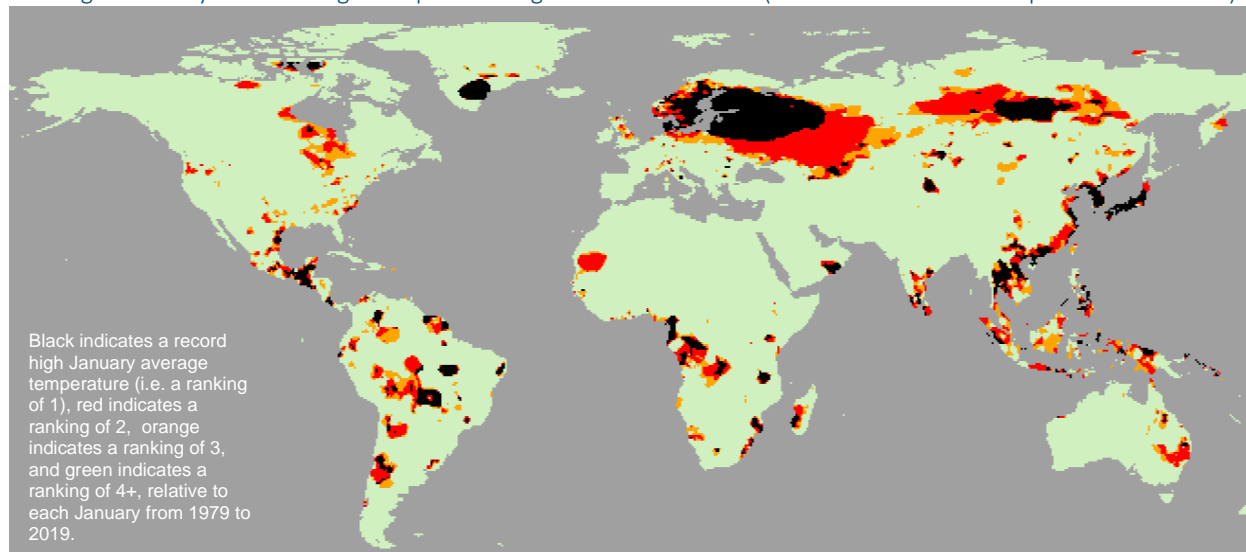 Black indicates a record
high January average
temperature (i.e. a ranking
of 1), red indicates a
ranking of 2,  orange
indicates a ranking of 3,
and green indicates a
ranking of 4+, relative to
each January from 1979 to
2019.